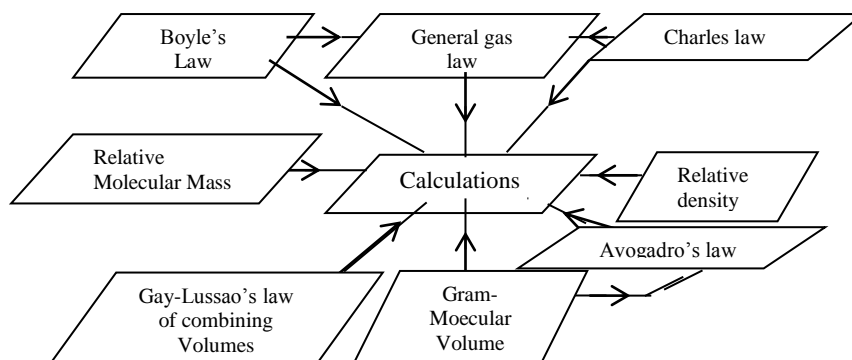 Boyle's
Law
General gas
law
Charles law
Relative
Molecular Mass
Calculations
Relative
density
Avogadro's law
Gay-Lussao's law
of combining
Volumes
Gram-
Moecular
Volume